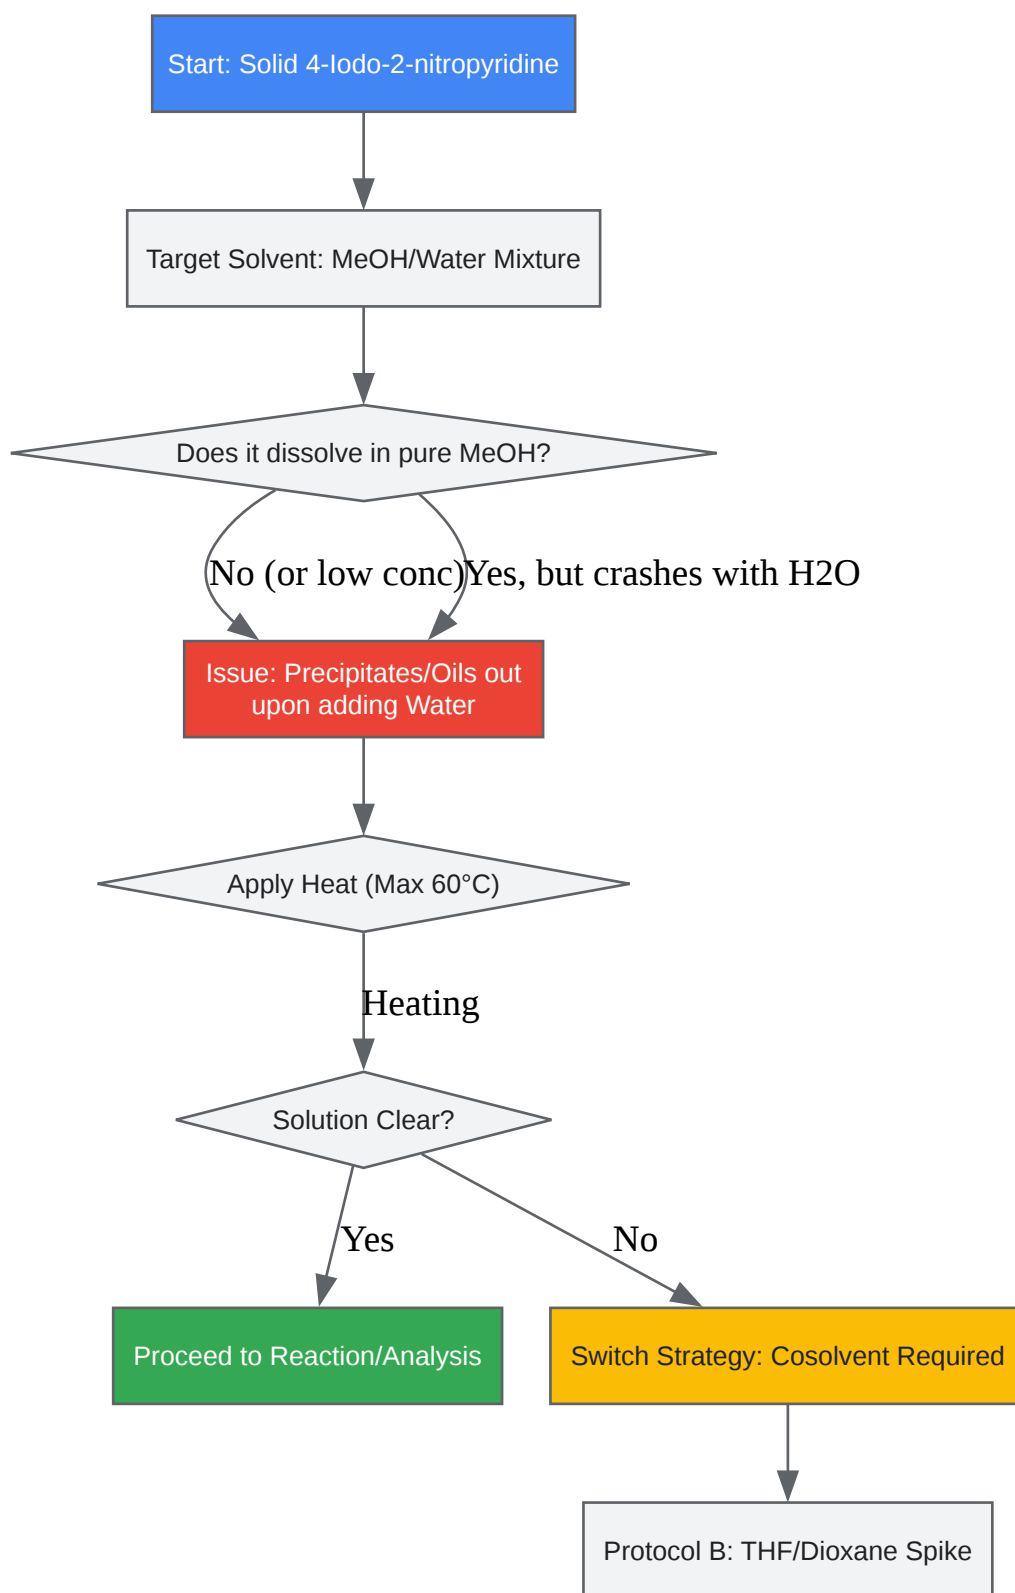 Start: Solid 4-Iodo-2-nitropyridine
Target Solvent: MeOH/Water Mixture
Does it dissolve in pure MeOH?
No (or low conc)
Yes, but crashes with H2O
Issue: Precipitates/Oils out
upon adding Water
Apply Heat (Max 60°C)
Heating
Solution Clear?
Yes
No
Proceed to Reaction/Analysis
Switch Strategy: Cosolvent Required
Protocol B: THF/Dioxane Spike